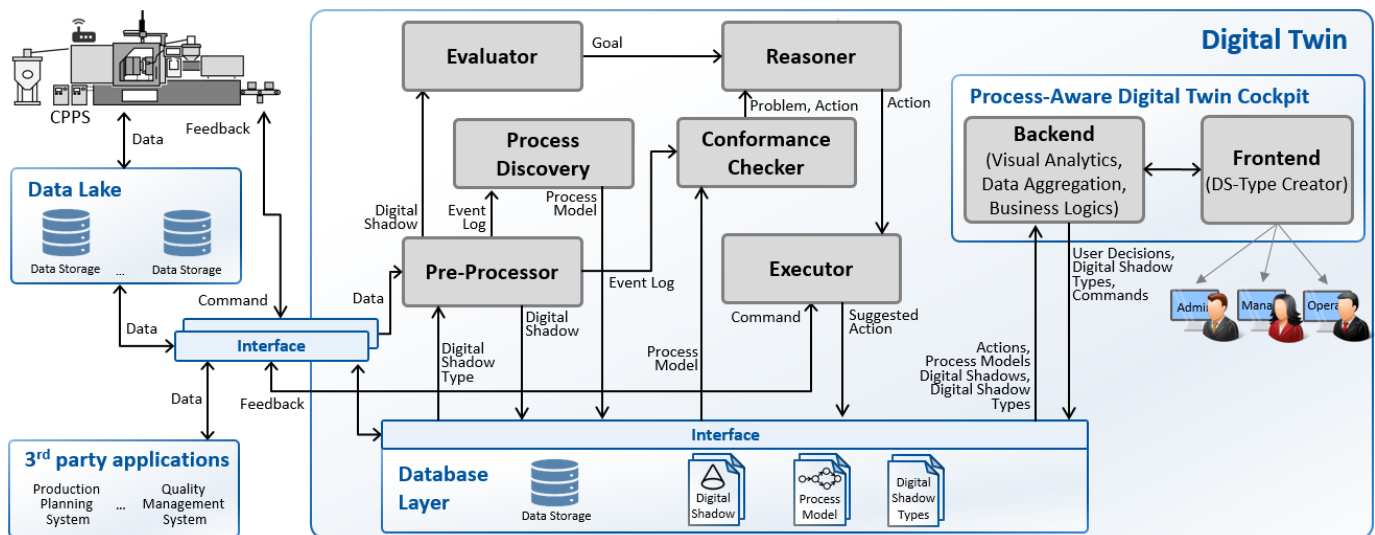 Digital Twin
Evaluator
Goal
Reasoner
Problem, Action
Action
CPPS
Data
Feedback
Process
Discovery
Conformance
Checker
Process-Aware Digital Twin Cockpit
Backend
(Visual Analytics,
Data Aggregation,
Business Logics)
Frontend
(DS-Type Creator)
Data Lake
Data Storage
...
Data Storage
Digital
Shadow
Event
Log
Process
Model
Pre-Processor
Event Log
Executor
User Decisions,
Digital Shadow
Types,
Commands
Command
Data
Data
Interface
Digital
Shadow
Type
Digital
Shadow
Process
Model
Command
Suggested
Action
Actions,
Process Models
Digital Shadows,
Digital Shadow
Types
Admi
Mana
Opera
Data
Feedback
3rd party applications
Production
Planning
System
...
Quality
Management
System
Interface
Database
Layer
Data Storage
Digital
Shadow
Process
Model
Digital
Shadow
Types